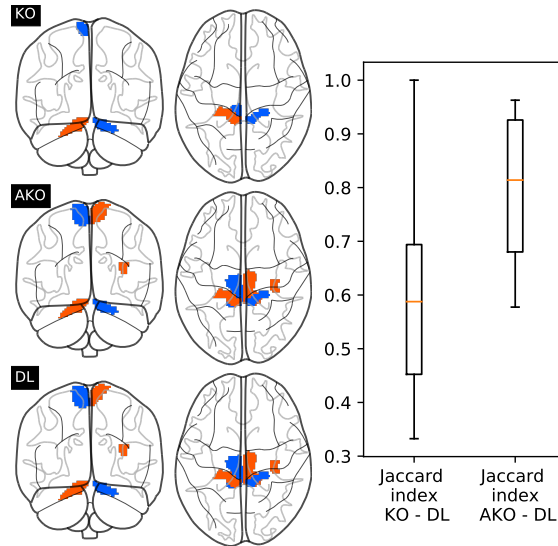 KO
AKO
DL
1.0
0.9
0.8
0.7
0.6
0.5
0.4
0.3
Jaccard
index
KO - DL
Jaccard
index
AKO - DL